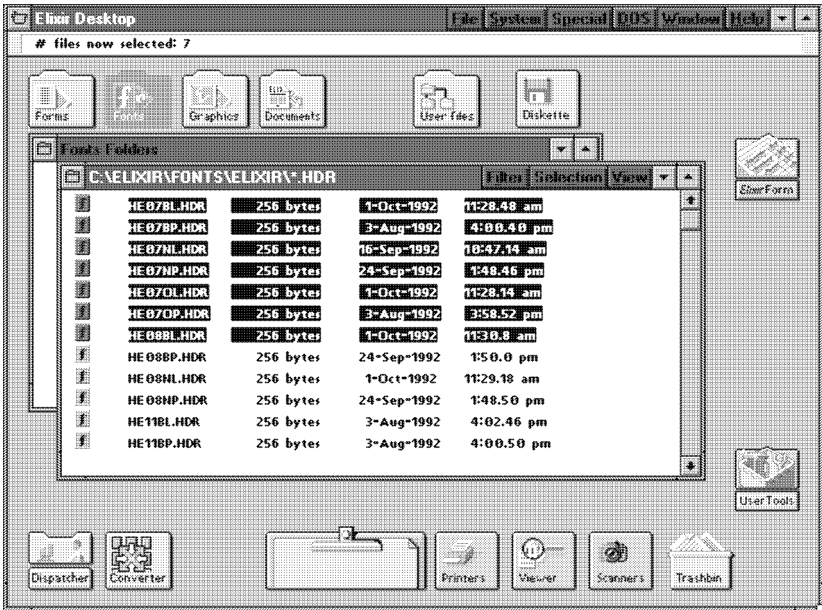 Elixir Desktop File System Special DOS Window Help
# files now selected: 7
Forms Fonts Graphics Documents User files Diskette
Fonts Folders
C:\ELIXIR\FONTS\ELIXIR\*.HDR Filter Selection View
HE07BL.HDR 256 bytes 1-Oct-1992 11:28.48 am
HE07BP.HDR 256 bytes 3-Aug-1992 4:00.40 pm
HE07NL.HDR 256 bytes 16-Sep-1992 10:47.14 am
HE07NP.HDR 256 bytes 24-Sep-1992 1:48.46 pm
HE07OL.HDR 256 bytes 1-Oct-1992 11:28.14 am
HE07OP.HDR 256 bytes 3-Aug-1992 3:58.52 pm
HE08BL.HDR 256 bytes 1-Oct-1992 11:30.8 am
HE08BP.HDR 256 bytes 24-Sep-1992 1:50.0 pm
HE08NL.HDR 256 bytes 1-Oct-1992 11:29.18 am
HE08NP.HDR 256 bytes 24-Sep-1992 1:48.50 pm
HE11BL.HDR 256 bytes 3-Aug-1992 4:02.46 pm
HE11BP.HDR 256 bytes 3-Aug-1992 4:00.50 pm
ElixirForm
User Tools
Dispatcher Converter Printers Viewer Scanners Trashbin